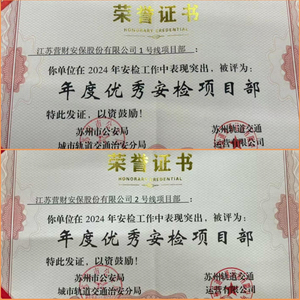 荣誉证书
HONORARY CREDENTIAL
江苏营财安保股份有限公司1号线项目部：
你单位在2024年安检工作中表现突出，被评为：
年度优秀安检项目部
特此发证，以资鼓励！
苏州市公安局 苏州轨道交通
城市轨道交通治安分局 运营有限公司
荣誉证书
HONORARY CREDENTIAL
江苏营财安保股份有限公司2号线项目部：
你单位在2024年安检工作中表现突出，被评为：
年度优秀安检项目部
特此发证，以资鼓励！
苏州市公安局 苏州轨道交通
城市轨道交通治安分局 运营有限公司